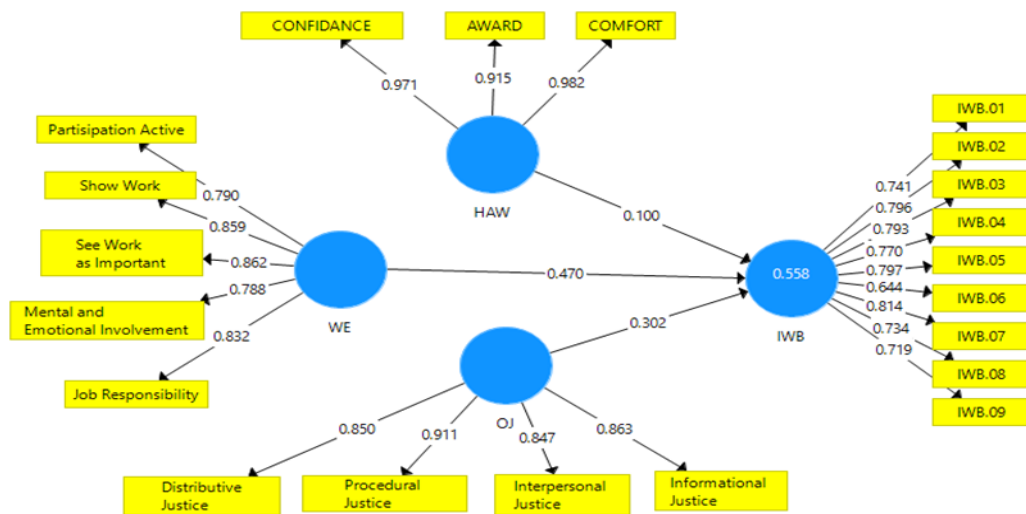 CONFIDANCE
AWARD
COMFORT
0.971
0.915
0.982
HAW
Partisipation Active
Show Work
See Work
as Important
Mental and
Emotional Involvement
Job Responsibility
0.790
0.859
0.862
0.788
0.832
WE
0.100
0.470
0.302
0.558
IWB
0.741
0.796
0.793
0.770
0.797
0.644
0.814
0.734
0.719
IWB.01
IWB.02
IWB.03
IWB.04
IWB.05
IWB.06
IWB.07
IWB.08
IWB.09
OJ
0.850
0.911
0.847
0.863
Distributive
Justice
Procedural
Justice
Interpersonal
Justice
Informational
Justice